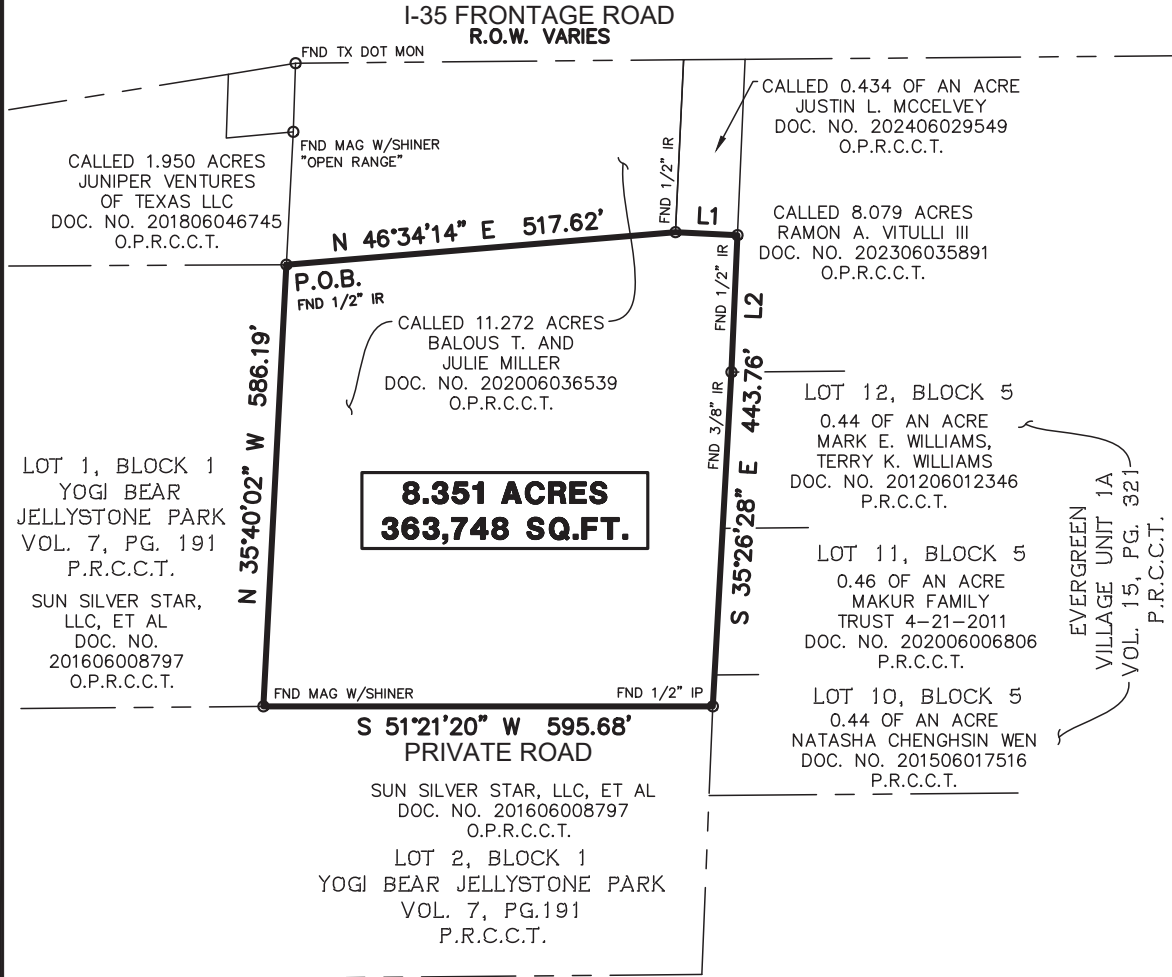 I-35 FRONTAGE ROAD
R.O.W. VARIES
FND TX DOT MON
CALLED 0.434 OF AN ACRE
JUSTIN L. MCCELVEY
DOC. NO. 202406029549
O.P.R.C.C.T.
FND MAG W/SHINER
"OPEN RANGE"
CALLED 1.950 ACRES
JUNIPER VENTURES
OF TEXAS LLC
DOC. NO. 201806046745
O.P.R.C.C.T.
FND 1/2" IR
L1
N 46°34'14" E 517.62'
CALLED 8.079 ACRES
RAMON A. VITULLI III
DOC. NO. 202306035891
O.P.R.C.C.T.
P.O.B.
FND 1/2" IR
FND 1/2" IR
L2
CALLED 11.272 ACRES
BALOUS T. AND
JULIE MILLER
DOC. NO. 202006036539
O.P.R.C.C.T.
N 35°40'02" W 586.19'
FND 3/8" IR
S 35°26'28" E 443.76'
LOT 12, BLOCK 5
0.44 OF AN ACRE
MARK E. WILLIAMS,
TERRY K. WILLIAMS
DOC. NO. 201206012346
P.R.C.C.T.
LOT 1, BLOCK 1
YOGI BEAR
JELLYSTONE PARK
VOL. 7, PG. 191
P.R.C.C.T.
8.351 ACRES
363,748 SQ.FT.
EVERGREEN
VILLAGE UNIT 1A
VOL. 15, PG. 321
P.R.C.C.T.
LOT 11, BLOCK 5
0.46 OF AN ACRE
MAKUR FAMILY
TRUST 4-21-2011
DOC. NO. 202006006806
P.R.C.C.T.
SUN SILVER STAR,
LLC, ET AL
DOC. NO.
201606008797
O.P.R.C.C.T.
FND MAG W/SHINER
FND 1/2" IP
LOT 10, BLOCK 5
0.44 OF AN ACRE
NATASHA CHENGHSIN WEN
DOC. NO. 201506017516
P.R.C.C.T.
S 51°21'20" W 595.68'
PRIVATE ROAD
SUN SILVER STAR, LLC, ET AL
DOC. NO. 201606008797
O.P.R.C.C.T.
LOT 2, BLOCK 1
YOGI BEAR JELLYSTONE PARK
VOL. 7, PG.191
P.R.C.C.T.